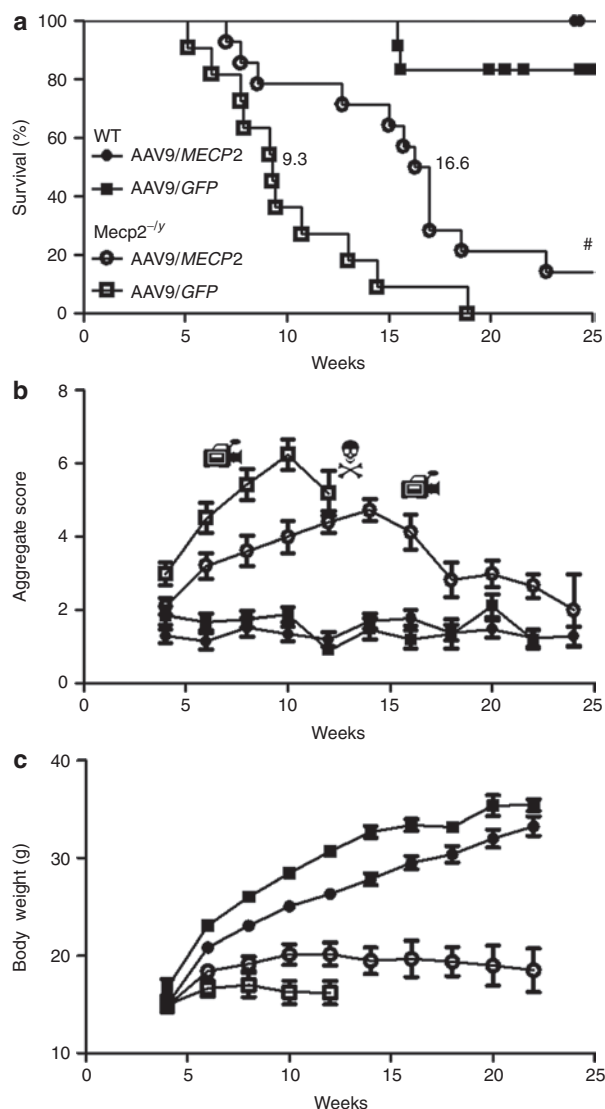 a
100
80
60
40
20
0
Survival (%)
WT
AAV9/MECP2
AAV9/GFP
Mecp2−/y
AAV9/MECP2
AAV9/GFP
9.3
16.6
#
0 5 10 15 20 25
Weeks
b
8
6
4
2
0
Aggregate score
0 5 10 15 20 25
Weeks
c
40
30
20
10
Body weight (g)
0 5 10 15 20 25
Weeks